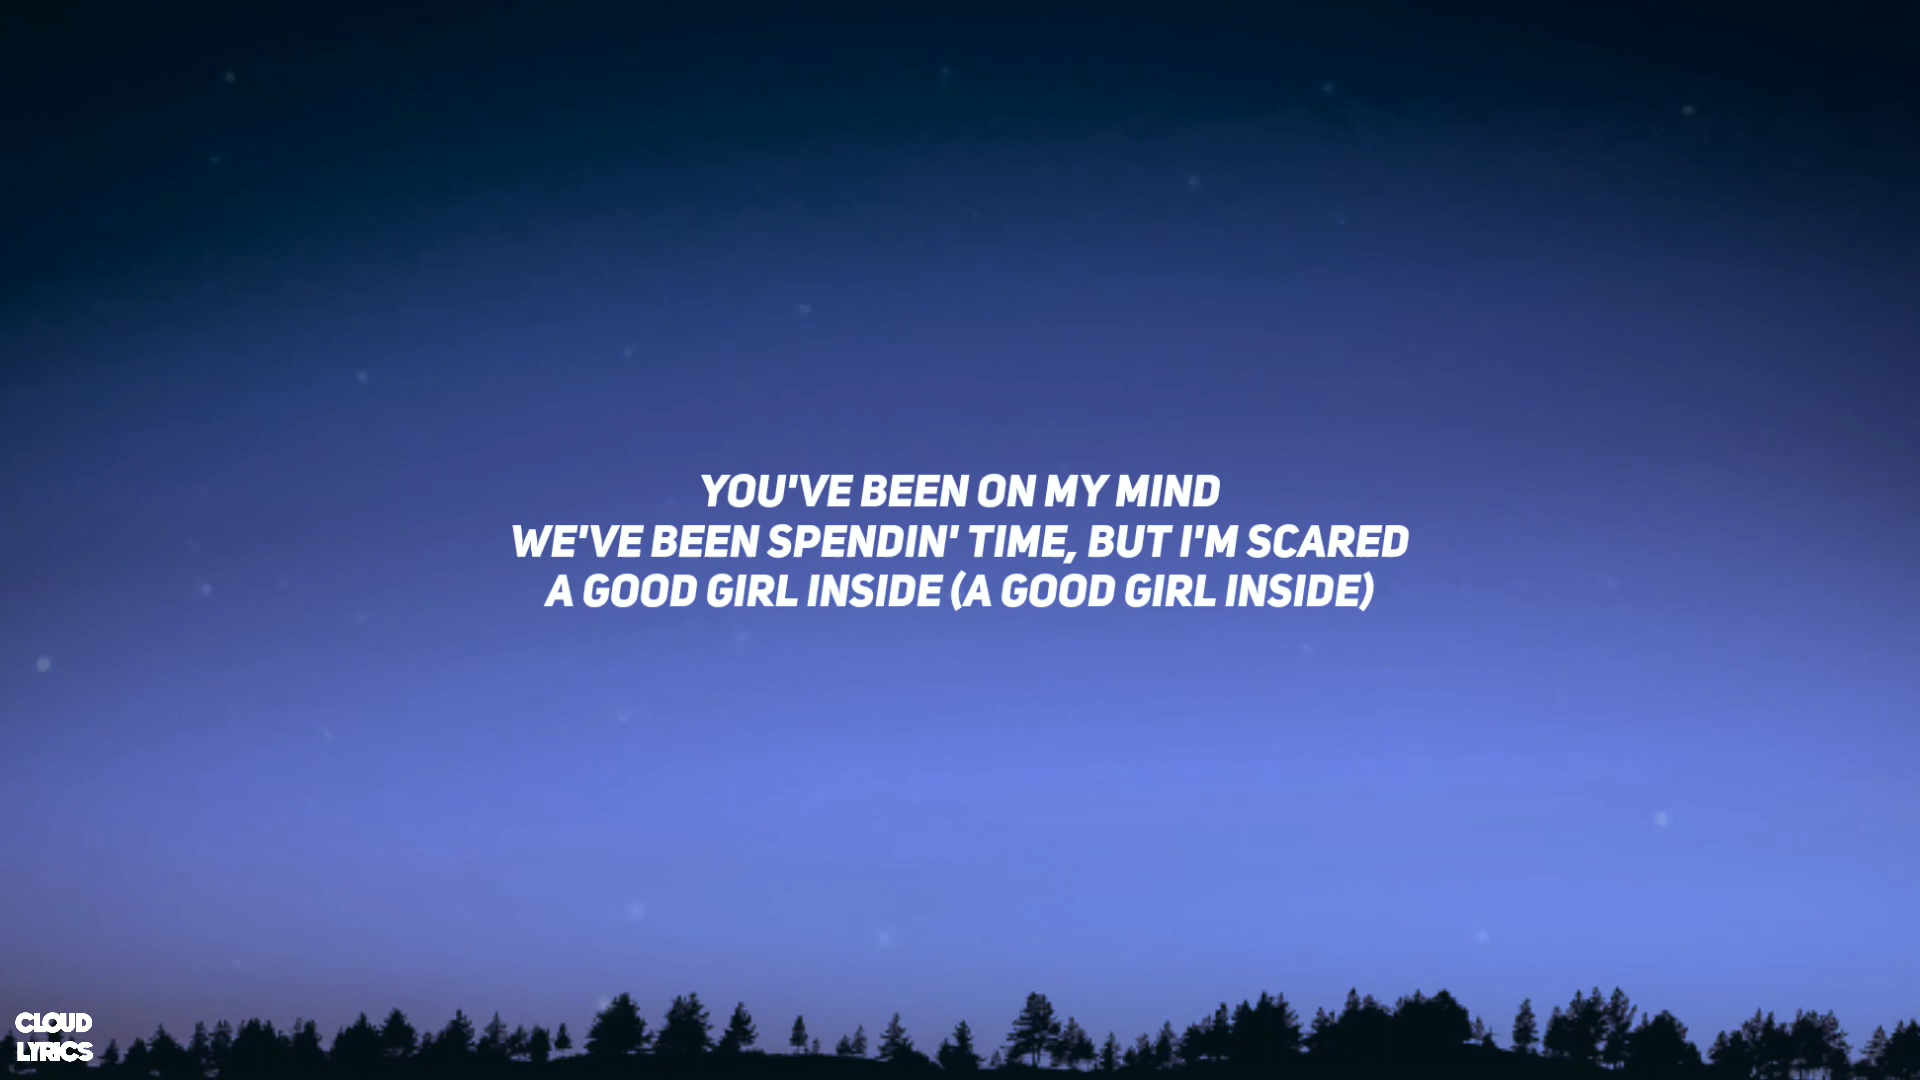 YOU'VE BEEN ON MY MIND
WE'VE BEEN SPENDIN' TIME, BUT I'M SCARED
A GOOD GIRL INSIDE (A GOOD GIRL INSIDE)
CLOUD
LYRICS